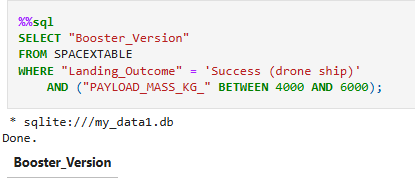 %%sql
SELECT "Booster_Version"
FROM SPACEXTABLE
WHERE "Landing_Outcome" = 'Success (drone ship)'
AND ("PAYLOAD_MASS_KG_" BETWEEN 4000 AND 6000);
* sqlite:///my_data1.db
Done.
Booster_Version